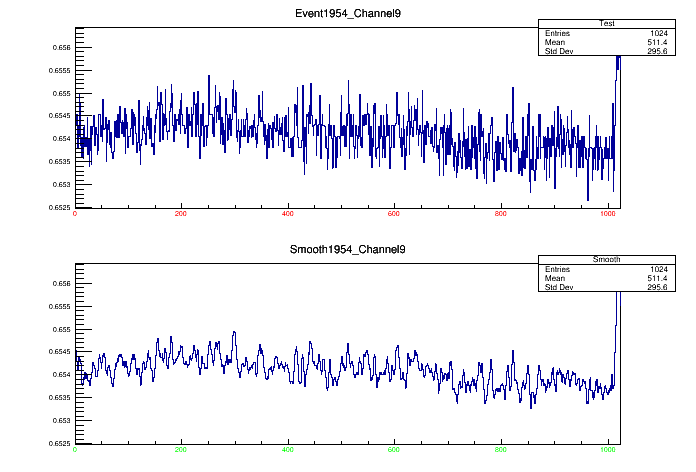 Event1954_Channel9
Test
Entries 1024
Mean 511.4
Std Dev 295.6
0.656
0.6555
0.655
0.6545
0.654
0.6535
0.653
0.6525
0 200 400 600 800 1000
Smooth1954_Channel9
Smooth
Entries 1024
Mean 511.4
Std Dev 295.6
0.656
0.6555
0.655
0.6545
0.654
0.6535
0.653
0.6525
0 200 400 600 800 1000